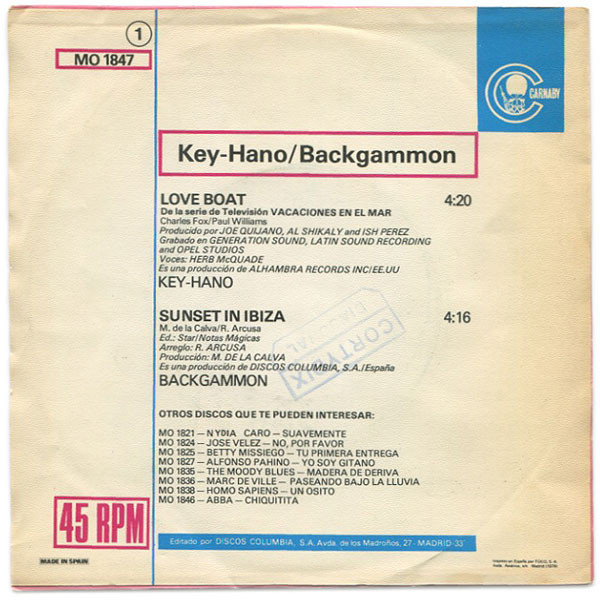 1
MO 1847
CARNABY
Key-Hano/Backgammon
LOVE BOAT 4:20
De la serie de Televisión VACACIONES EN EL MAR
Charles Fox/Paul Williams
Producido por JOE QUIJANO, AL SHIKALY and ISH PEREZ
Grabado en GENERATION SOUND, LATIN SOUND RECORDING
and OPEL STUDIOS
Voces: HERB McQUADE
Es una producción de ALHAMBRA RECORDS INC/EE.UU
KEY-HANO
SUNSET IN IBIZA 4:16
M. de la Calva/R. Arcusa
Ed.: Star/Notas Mágicas
Arreglo: R. ARCUSA
Producción: M. DE LA CALVA
Es una producción de DISCOS COLUMBIA, S.A./España
BACKGAMMON
CORTYDIX
OTROS DISCOS QUE TE PUEDEN INTERESAR:
MO 1821 — NYDIA CARO — SUAVEMENTE
MO 1824 — JOSE VELEZ — NO, POR FAVOR
MO 1825 — BETTY MISSIEGO — TU PRIMERA ENTREGA
MO 1827 — ALFONSO PAHINO — YO SOY GITANO
MO 1835 — THE MOODY BLUES — MADERA DE DERIVA
MO 1836 — MARC DE VILLE — PASEANDO BAJO LA LLUVIA
MO 1838 — HOMO SAPIENS — UN OSITO
MO 1846 — ABBA — CHIQUITITA
45 RPM
Editado por DISCOS COLUMBIA, S.A. Avda. de los Madroños, 27 - MADRID-33
MADE IN SPAIN
Impreso en España por